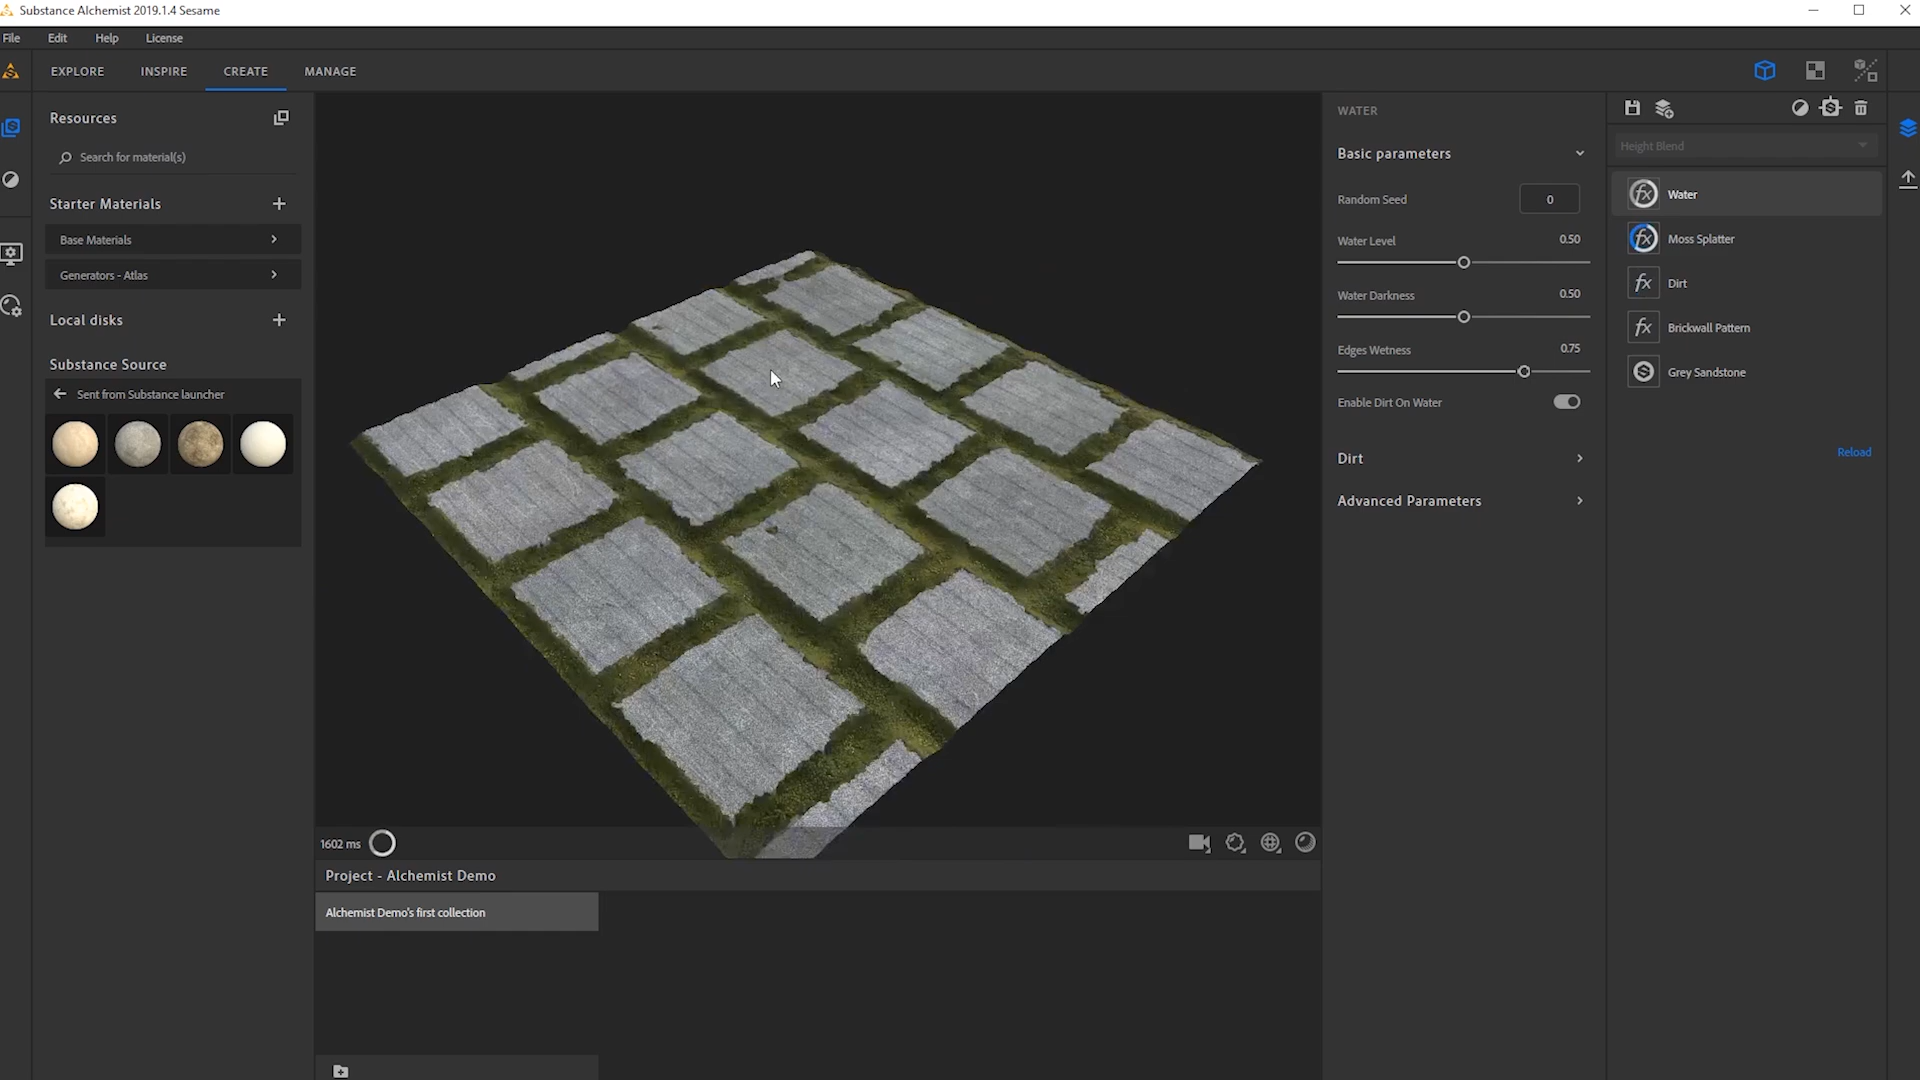 Substance Alchemist 2019.1.4 Sesame
File Edit Help License
EXPLORE INSPIRE CREATE MANAGE
Resources
Search for material(s)
Starter Materials
Base Materials
Generators - Atlas
Local disks
Substance Source
Sent from Substance launcher
1602 ms
Project - Alchemist Demo
Alchemist Demo's first collection
WATER
Basic parameters
Random Seed 0
Water Level 0.50
Water Darkness 0.50
Edges Wetness 0.75
Enable Dirt On Water
Dirt
Advanced Parameters
Height Blend
Water
Moss Splatter
Dirt
Brickwall Pattern
Grey Sandstone
Reload